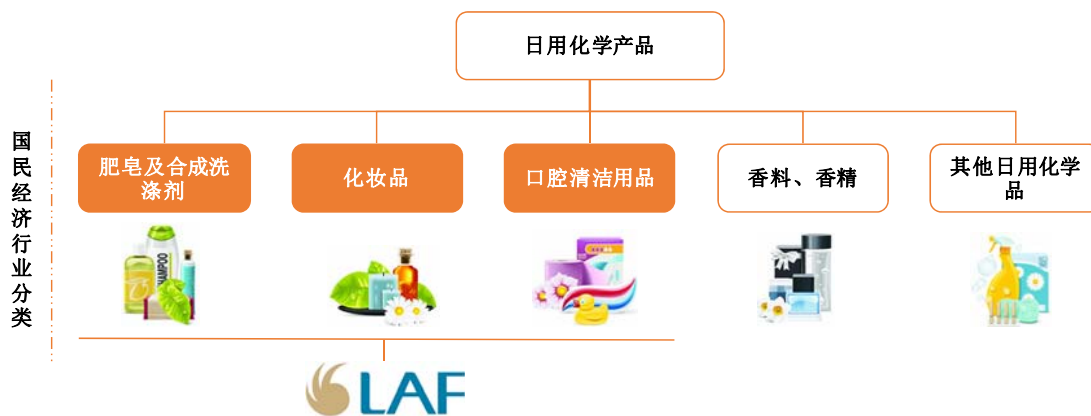 日用化学产品
国民经济行业分类
肥皂及合成洗
涤剂
化妆品
口腔清洁用品
香料、香精
其他日用化学
品
SHAMPOO
LAF